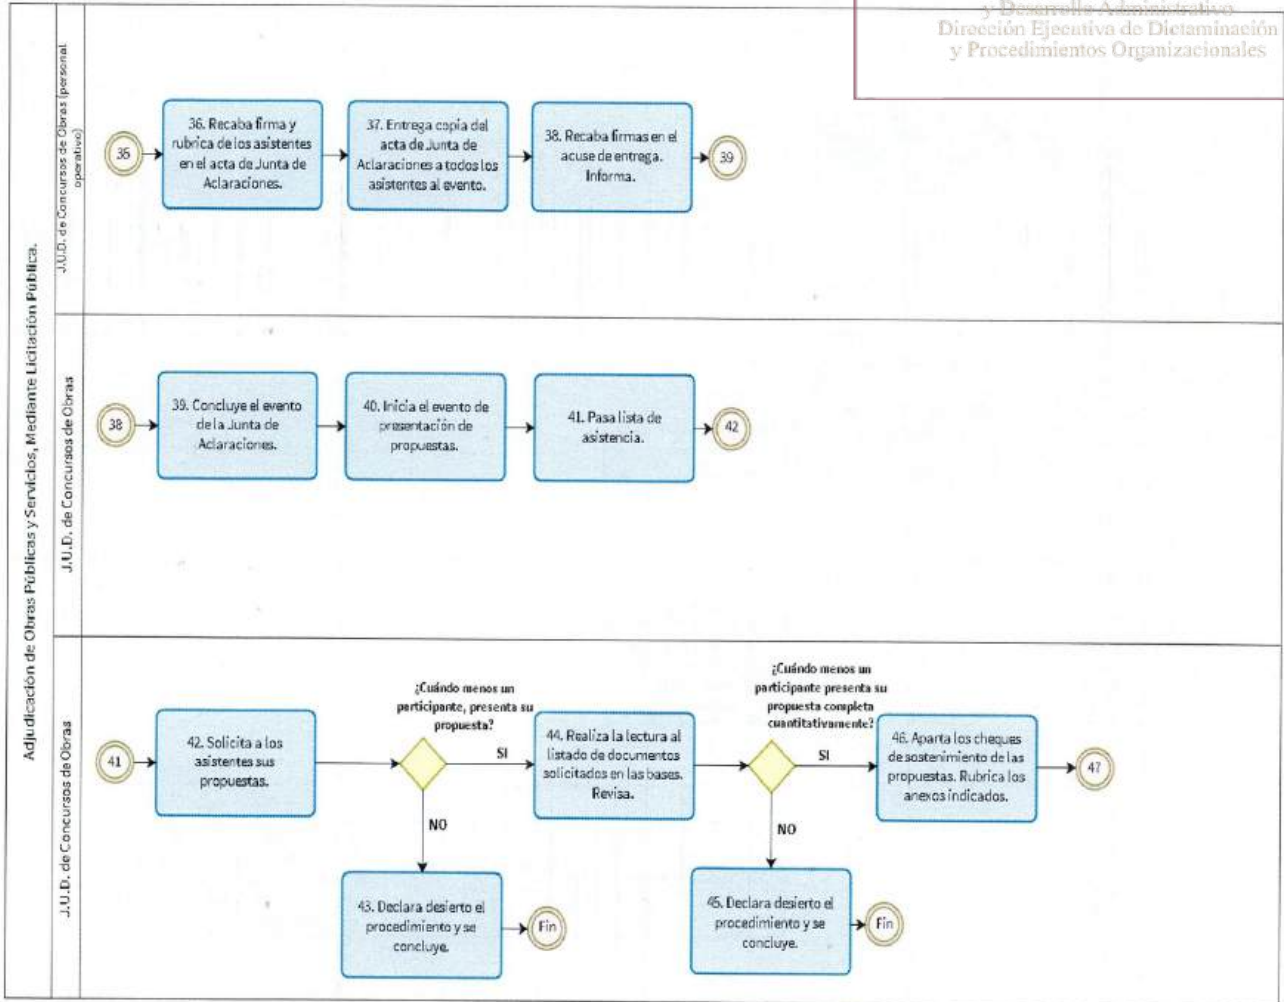 y Desarrollo Administrativo
Dirección Ejecutiva de Dictaminación
y Procedimientos Organizacionales
Adjudicación de Obras Públicas y Servicios, Mediante Licitación Pública.
J.U.D. de Concursos de Obras (personal
operativo)
35
36. Recaba firma y
rubrica de los asistentes
en el acta de Junta de
Aclaraciones.
37. Entrega copia del
acta de Junta de
Aclaraciones a todos los
asistentes al evento.
38. Recaba firmas en el
acuse de entrega.
Informa.
39
J.U.D. de Concursos de Obras
38
39. Concluye el evento
de la Junta de
Aclaraciones.
40. Inicia el evento de
presentación de
propuestas.
41. Pasa lista de
asistencia.
42
J.U.D. de Concursos de Obras
41
42. Solicita a los
asistentes sus
propuestas.
¿Cuándo menos un
participante, presenta su
propuesta?
SI
NO
43. Declara desierto el
procedimiento y se
concluye.
Fin
44. Realiza la lectura al
listado de documentos
solicitados en las bases.
Revisa.
¿Cuándo menos un
participante presenta su
propuesta completa
cuantitativamente?
SI
NO
45. Declara desierto el
procedimiento y se
concluye.
Fin
46. Aparta los cheques
de sostenimiento de las
propuestas. Rubrica los
anexos indicados.
47